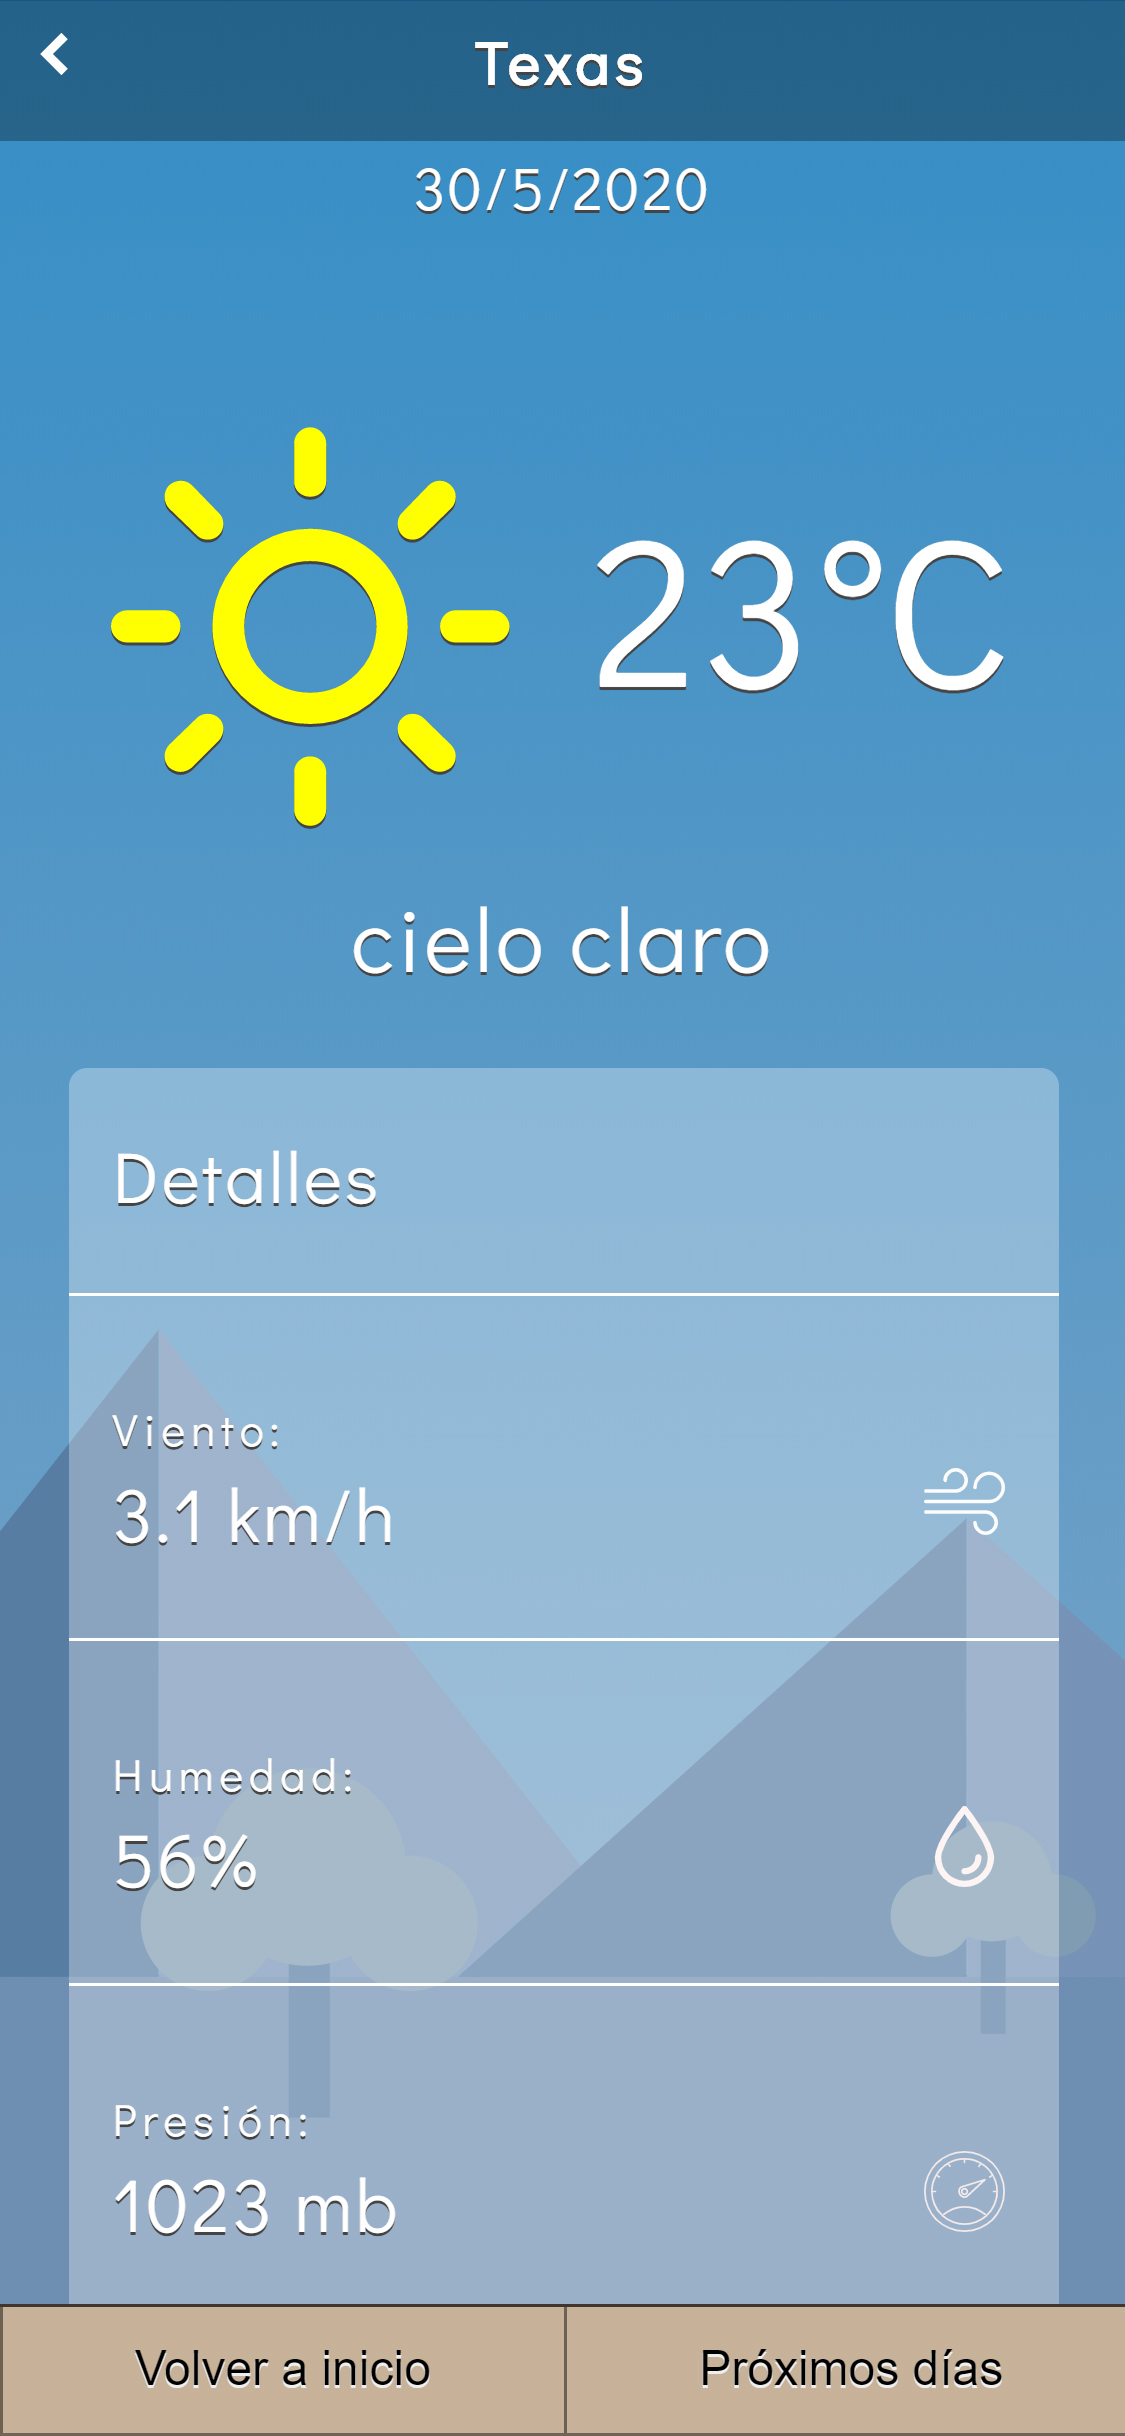 Texas
30/5/2020
23°C
cielo claro
Detalles
Viento:
3.1 km/h
Humedad:
56%
Presión:
1023 mb
Volver a inicio
Próximos días